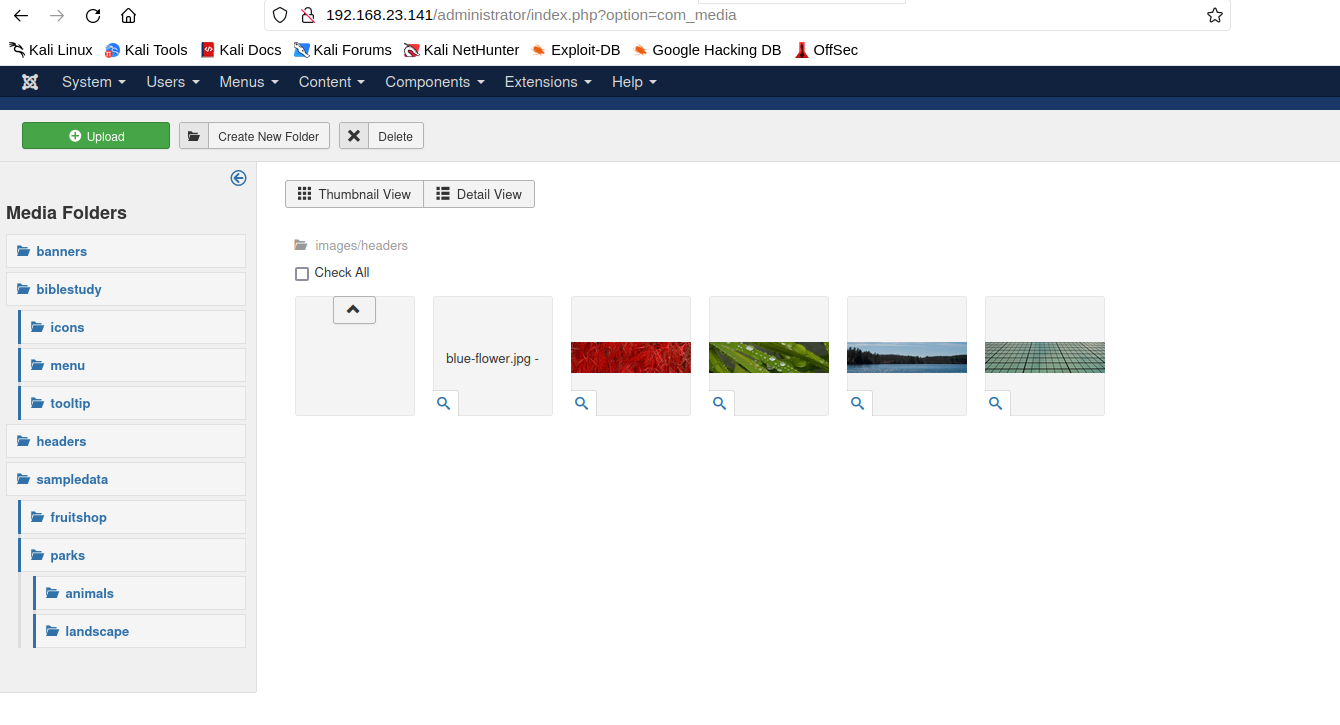 192.168.23.141/administrator/index.php?option=com_media
Kali Linux Kali Tools Kali Docs Kali Forums Kali NetHunter Exploit-DB Google Hacking DB OffSec
System Users Menus Content Components Extensions Help
Upload Create New Folder Delete
Thumbnail View Detail View
Media Folders
banners
biblestudy
icons
menu
tooltip
headers
sampledata
fruitshop
parks
animals
landscape
images/headers
Check All
blue-flower.jpg -